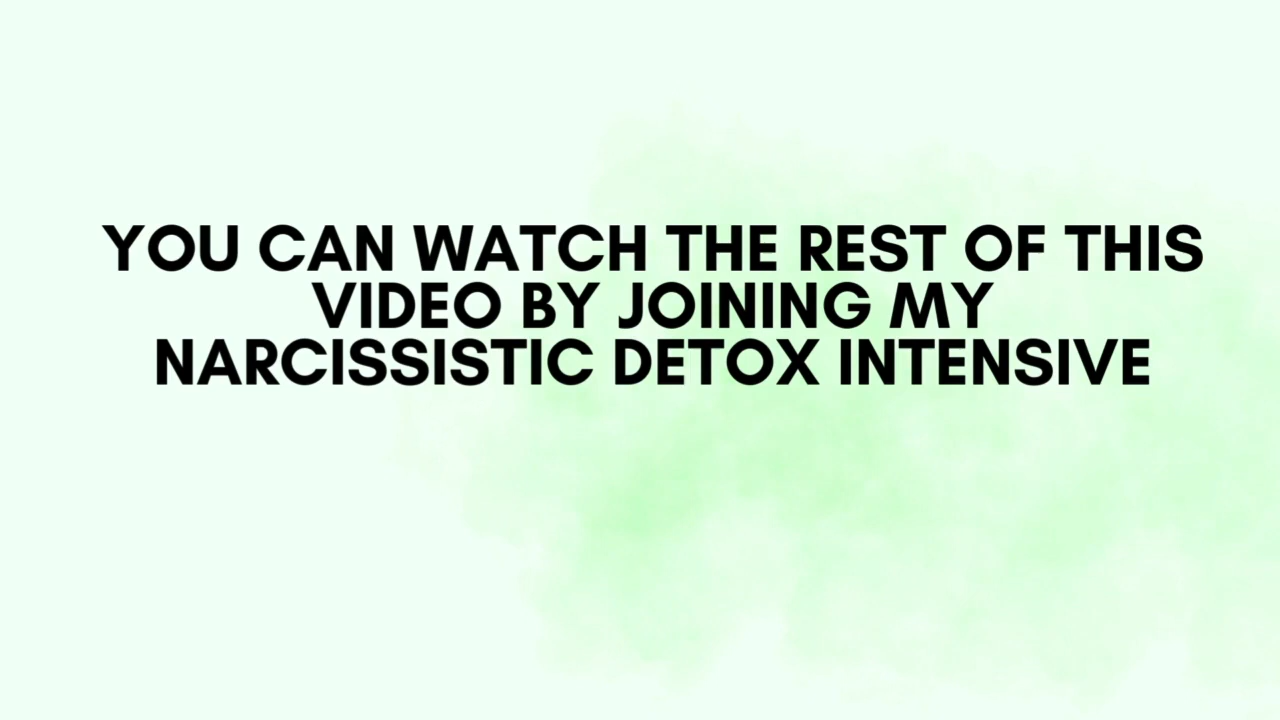 YOU CAN WATCH THE REST OF THIS
VIDEO BY JOINING MY
NARCISSISTIC DETOX INTENSIVE